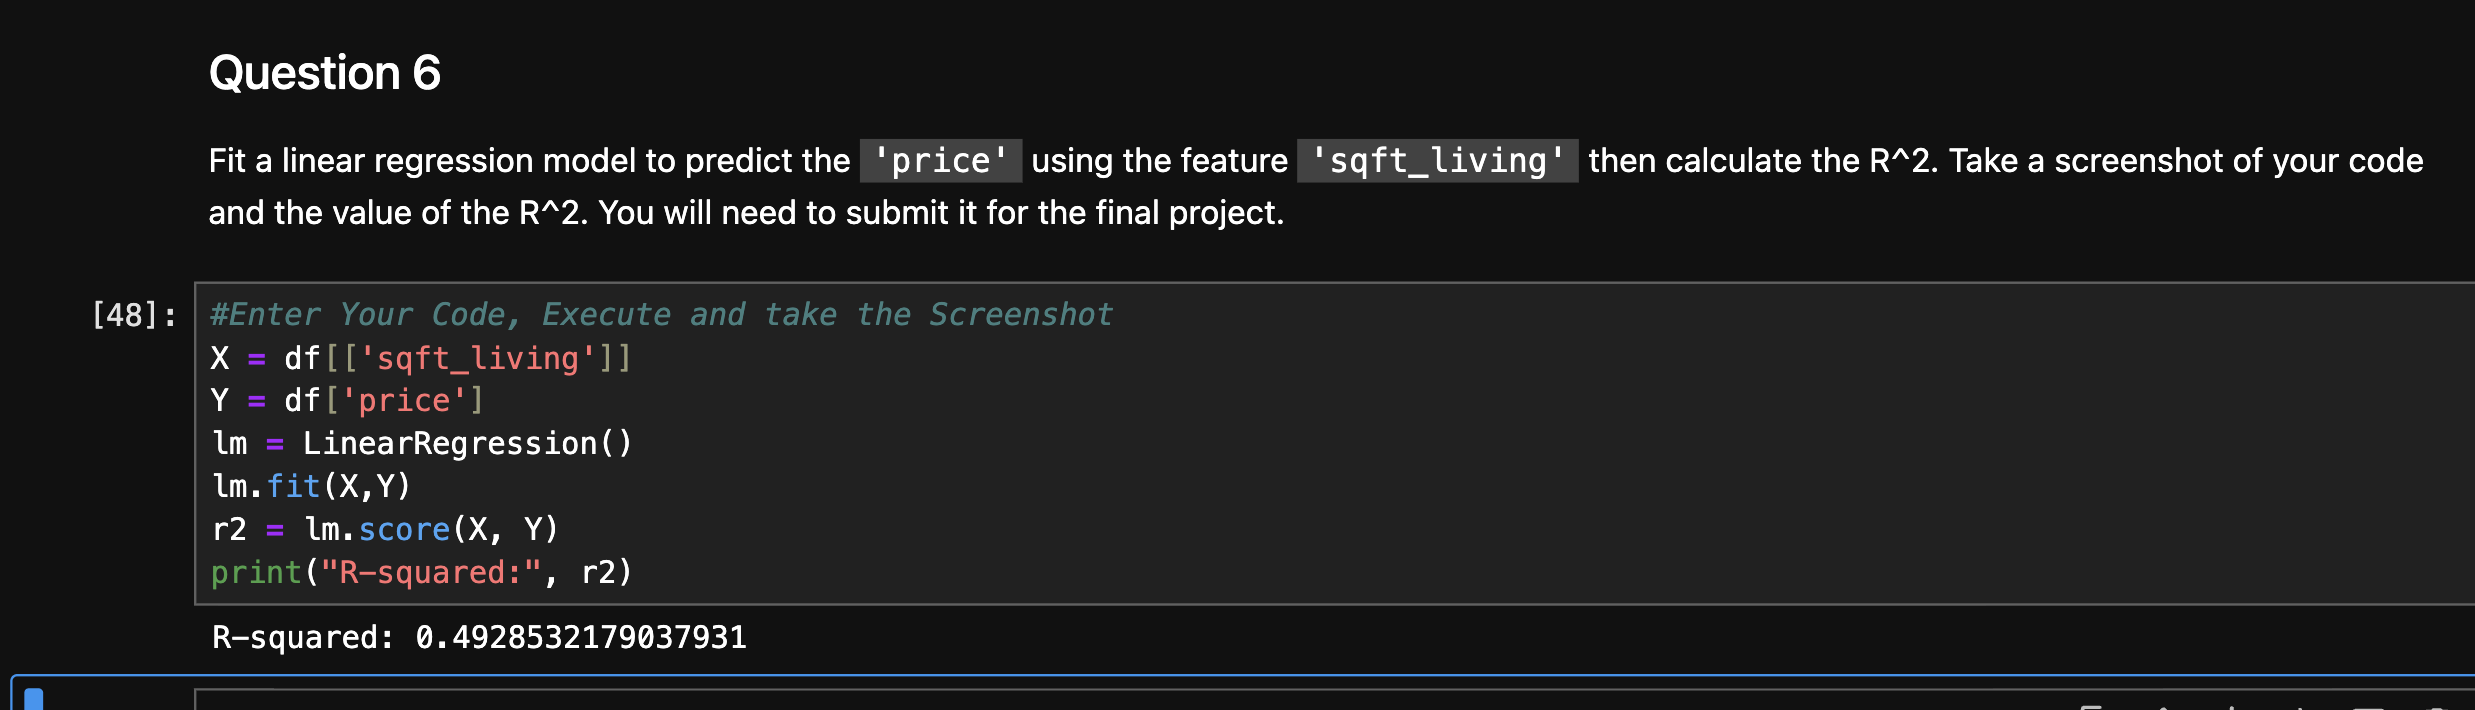 Question 6
Fit a linear regression model to predict the 'price' using the feature 'sqft_living' then calculate the R^2. Take a screenshot of your code
and the value of the R^2. You will need to submit it for the final project.
[48]:
#Enter Your Code, Execute and take the Screenshot
X = df[['sqft_living']]
Y = df['price']
lm = LinearRegression()
lm.fit(X,Y)
r2 = lm.score(X, Y)
print("R-squared:", r2)
R-squared: 0.4928532179037931